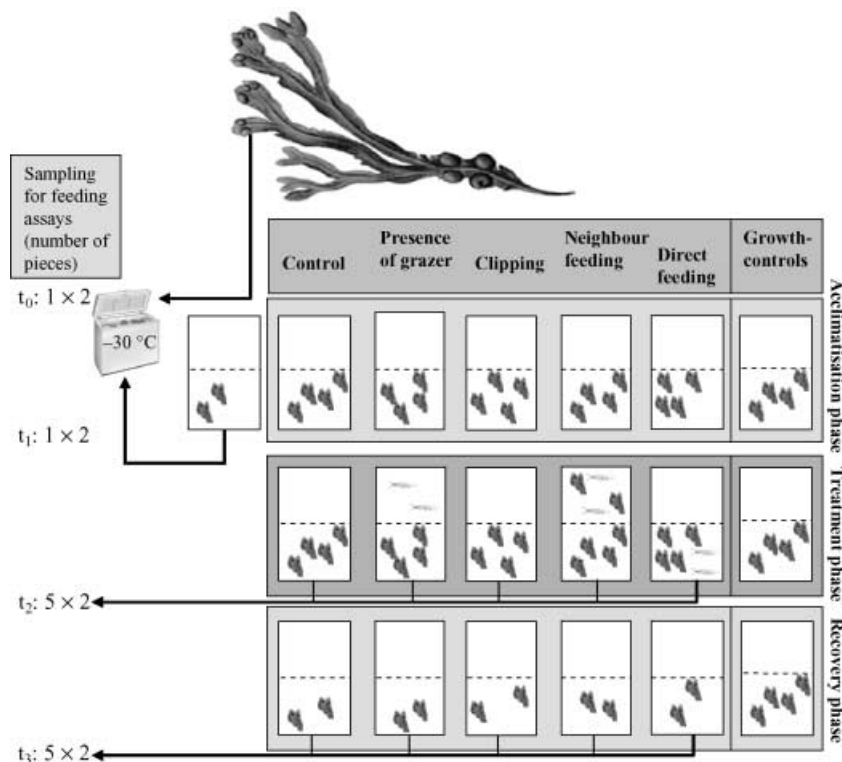 Sampling
for feeding
assays
(number of
pieces)
Control
Presence
of grazer
Clipping
Neighbour
feeding
Direct
feeding
Growth-
controls
t₀: 1 × 2
–30 °C
t₁: 1 × 2
Acclimatisation phase
t₂: 5 × 2
Treatment phase
t₃: 5 × 2
Recovery phase